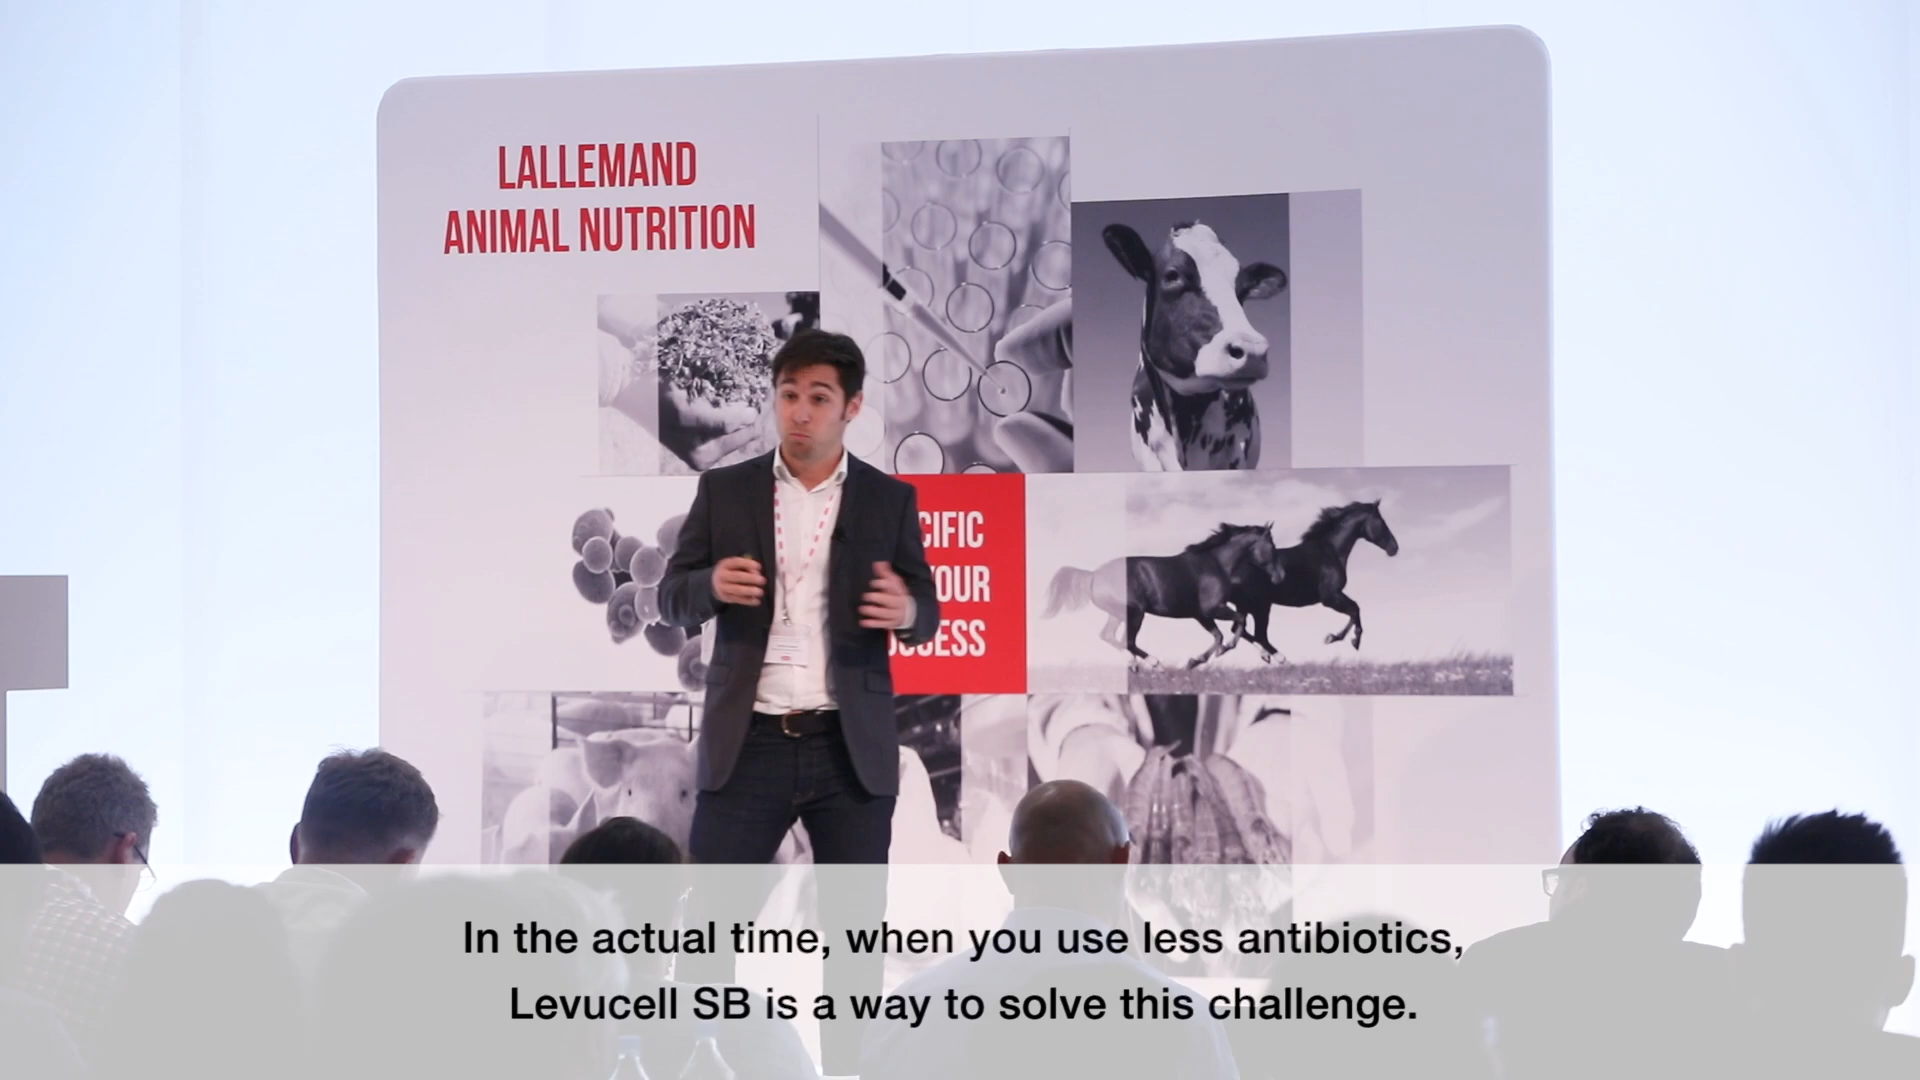 LALLEMAND
ANIMAL NUTRITION
CIFIC
OUR
CESS
In the actual time, when you use less antibiotics,
Levucell SB is a way to solve this challenge.